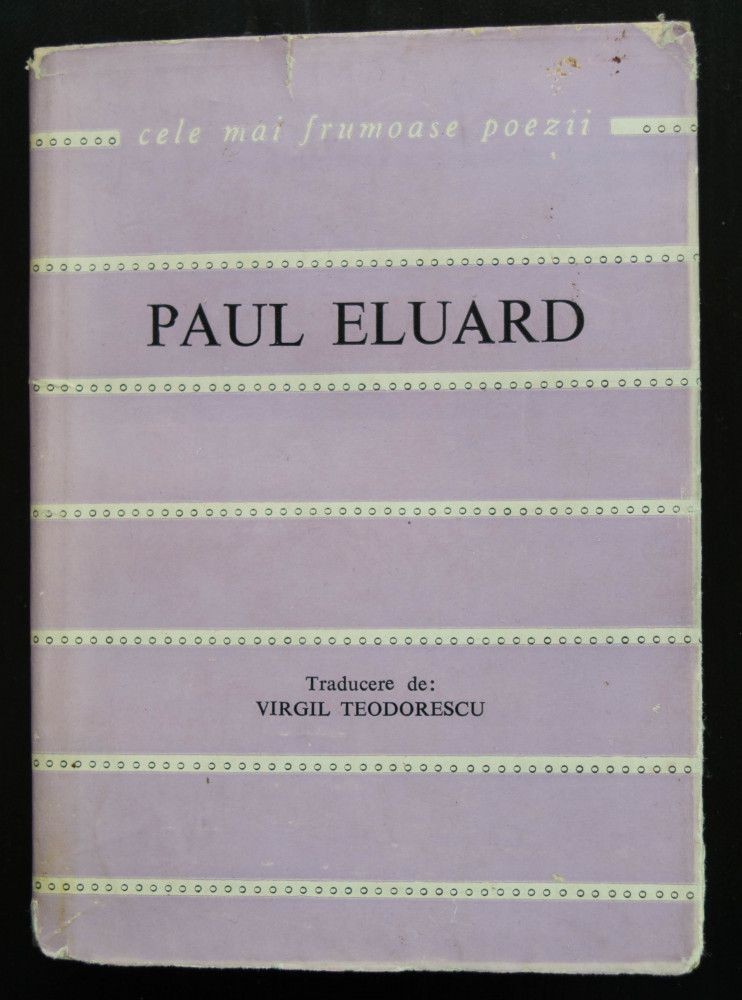 cele mai frumoase poezii
PAUL ELUARD
Traducere de:
VIRGIL TEODORESCU